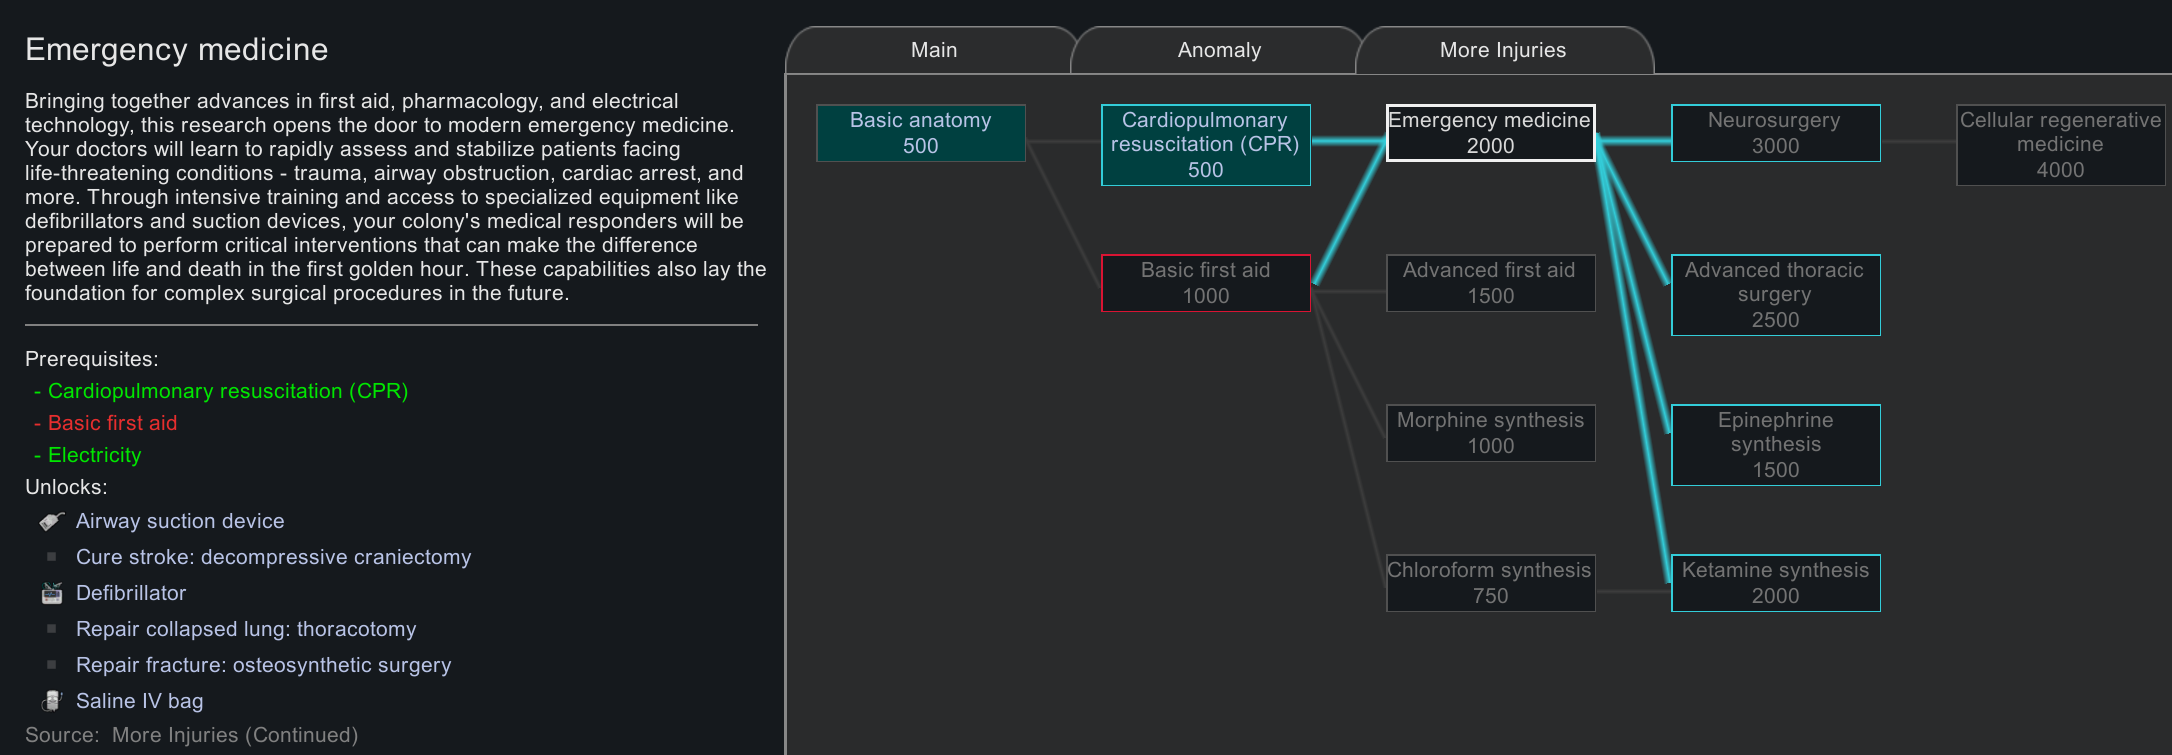 Emergency medicine
Bringing together advances in first aid, pharmacology, and electrical
technology, this research opens the door to modern emergency medicine.
Your doctors will learn to rapidly assess and stabilize patients facing
life-threatening conditions - trauma, airway obstruction, cardiac arrest, and
more. Through intensive training and access to specialized equipment like
defibrillators and suction devices, your colony's medical responders will be
prepared to perform critical interventions that can make the difference
between life and death in the first golden hour. These capabilities also lay the
foundation for complex surgical procedures in the future.
Prerequisites:
- Cardiopulmonary resuscitation (CPR)
- Basic first aid
- Electricity
Unlocks:
Airway suction device
Cure stroke: decompressive craniectomy
Defibrillator
Repair collapsed lung: thoracotomy
Repair fracture: osteosynthetic surgery
Saline IV bag
Source: More Injuries (Continued)
Main
Anomaly
More Injuries
Basic anatomy
500
Cardiopulmonary
resuscitation (CPR)
500
Emergency medicine
2000
Neurosurgery
3000
Cellular regenerative
medicine
4000
Basic first aid
1000
Advanced first aid
1500
Advanced thoracic
surgery
2500
Morphine synthesis
1000
Epinephrine
synthesis
1500
Chloroform synthesis
750
Ketamine synthesis
2000